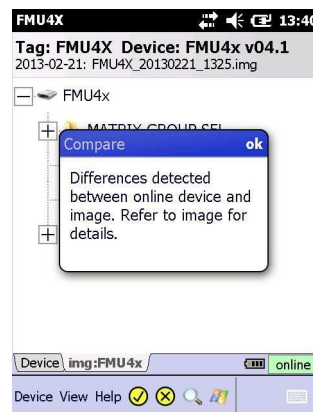 FMU4X 13:40
Tag: FMU4X Device: FMU4x v04.1
2013-02-21: FMU4X_20130221_1325.img
FMU4x
MATRIX GROUP SEL
Compare ok
Differences detected
between online device and
image. Refer to image for
details.
Device img:FMU4x online
Device View Help